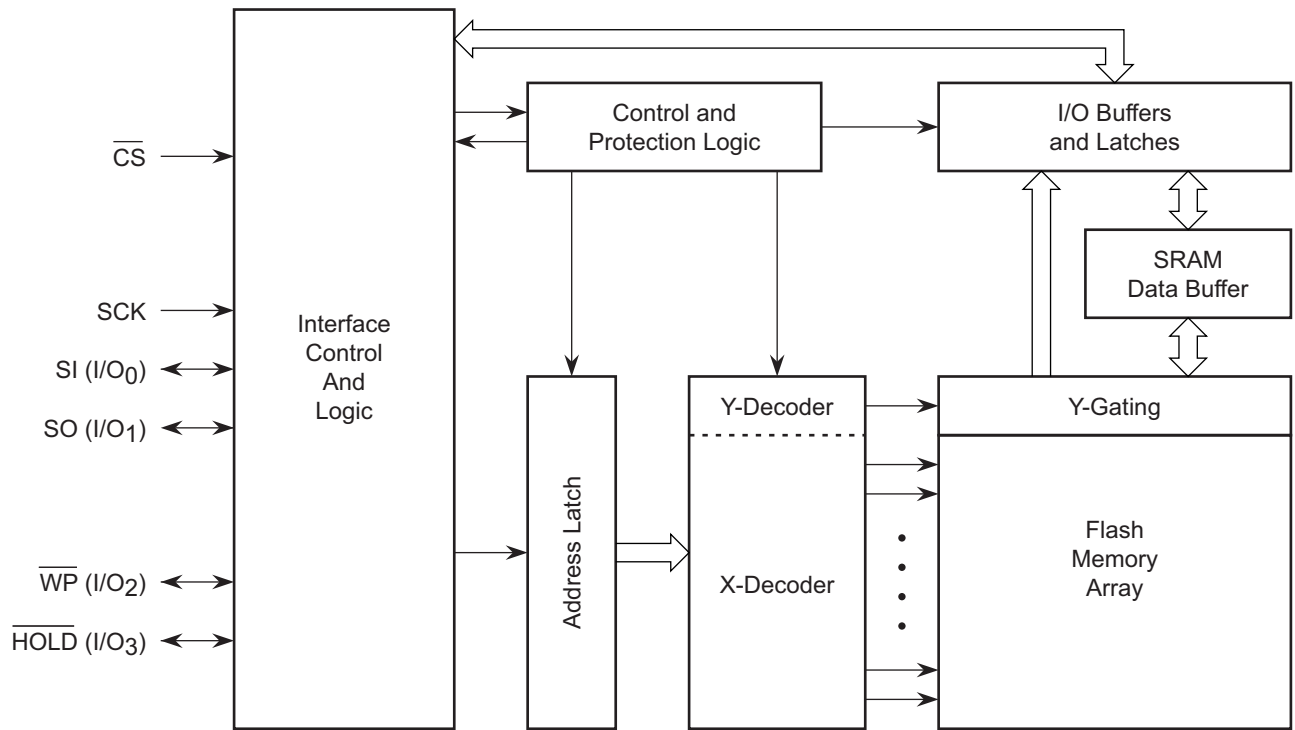 CS
SCK
SI (I/O0)
SO (I/O1)
WP (I/O2)
HOLD (I/O3)
Interface
Control
And
Logic
Control and
Protection Logic
I/O Buffers
and Latches
SRAM
Data Buffer
Address Latch
Y-Decoder
X-Decoder
Y-Gating
Flash
Memory
Array